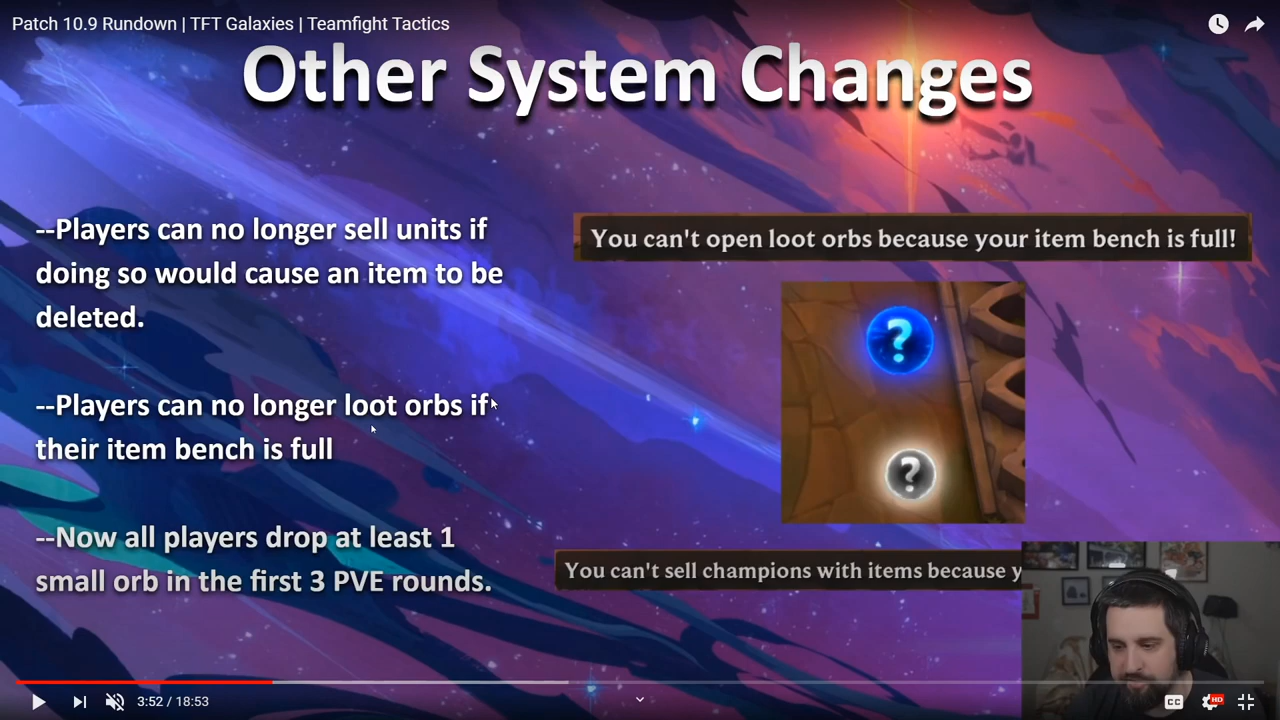 Patch 10.9 Rundown | TFT Galaxies | Teamfight Tactics
Other System Changes
--Players can no longer sell units if
doing so would cause an item to be
deleted.
--Players can no longer loot orbs if
their item bench is full
--Now all players drop at least 1
small orb in the first 3 PVE rounds.
You can't open loot orbs because your item bench is full!
?
?
You can't sell champions with items because y
3:52 / 18:53
CC
HD